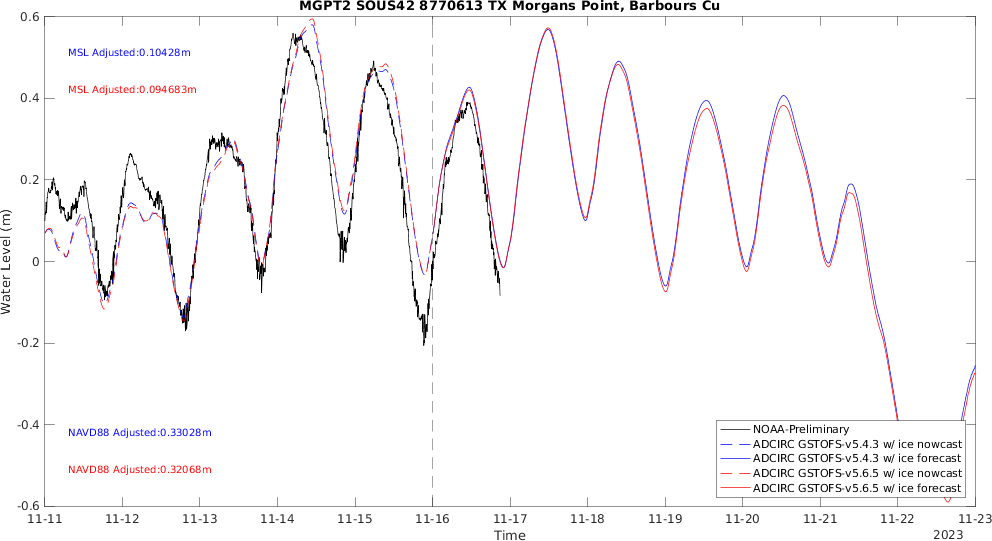 MGPT2 SOUS42 8770613 TX Morgans Point, Barbours Cu
MSL Adjusted:0.10428m
MSL Adjusted:0.094683m
NAVD88 Adjusted:0.33028m
NAVD88 Adjusted:0.32068m
Water Level (m)
0.6
0.4
0.2
0
-0.2
-0.4
-0.6
NOAA-Preliminary
ADCIRC GSTOFS-v5.4.3 w/ ice nowcast
ADCIRC GSTOFS-v5.4.3 w/ ice forecast
ADCIRC GSTOFS-v5.6.5 w/ ice nowcast
ADCIRC GSTOFS-v5.6.5 w/ ice forecast
11-11 11-12 11-13 11-14 11-15 11-16 11-17 11-18 11-19 11-20 11-21 11-22 11-23
Time
2023